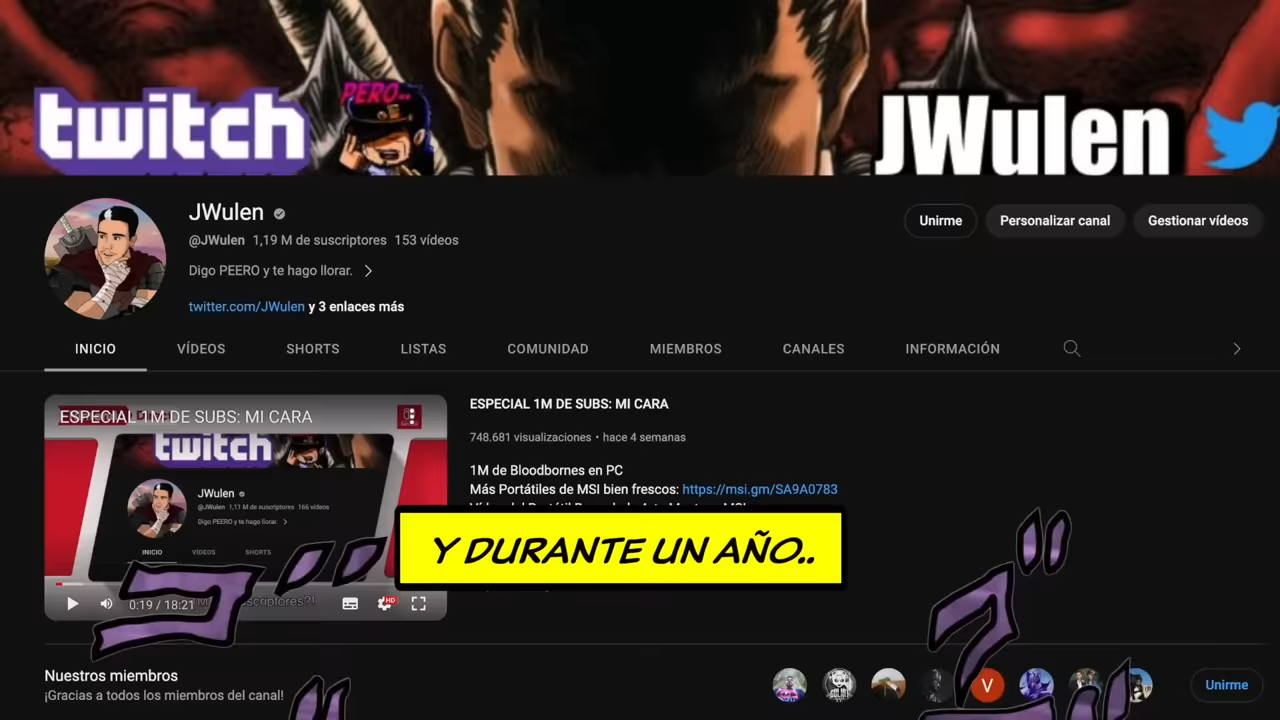 twitch
PERO..
JWulen
JWulen
@JWulen 1,19 M de suscriptores 153 vídeos
Digo PEERO y te hago llorar.
twitter.com/JWulen y 3 enlaces más
Unirme
Personalizar canal
Gestionar vídeos
INICIO
VÍDEOS
SHORTS
LISTAS
COMUNIDAD
MIEMBROS
CANALES
INFORMACIÓN
ESPECIAL 1M DE SUBS: MI CARA
twitch
JWulen
@JWulen 1,11 M de suscriptores 166 vídeos
Digo PEERO y te hago llorar.
INICIO
VÍDEOS
SHORTS
0:19 / 18:21
HD
ESPECIAL 1M DE SUBS: MI CARA
748.681 visualizaciones • hace 4 semanas
1M de Bloodbornes en PC
Más Portátiles de MSI bien frescos: https://msi.gm/SA9A0783
Y DURANTE UN AÑO..
Nuestros miembros
¡Gracias a todos los miembros del canal!
V
Unirme